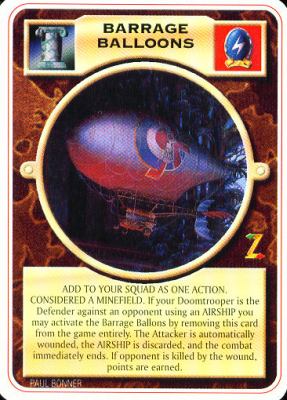 BARRAGE
BALLOONS
Z
ADD TO YOUR SQUAD AS ONE ACTION.
CONSIDERED A MINEFIELD. If your Doomtrooper is the
Defender against an opponent using an AIRSHIP you
may activate the Barrage Ballons by removing this card
from the game entirely. The Attacker is automatically
wounded, the AIRSHIP is discarded, and the combat
immediately ends. If opponent is killed by the wound,
points are earned.
PAUL BONNER